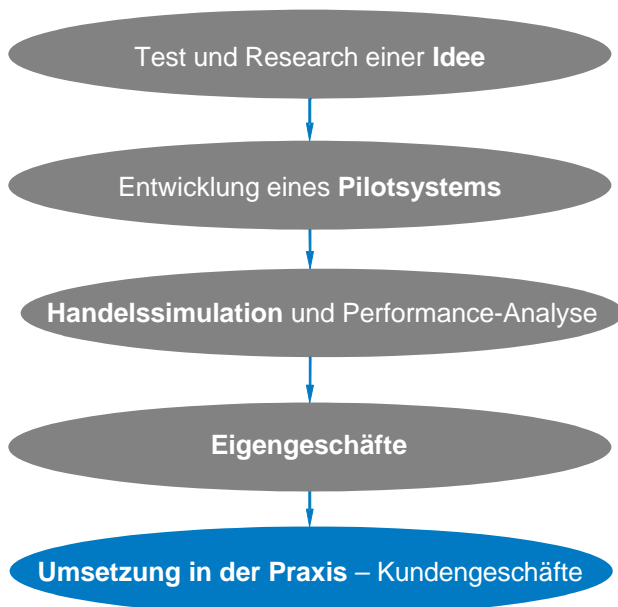 Test und Research einer Idee
Entwicklung eines Pilotsystems
Handelssimulation und Performance-Analyse
Eigengeschäfte
Umsetzung in der Praxis – Kundengeschäfte